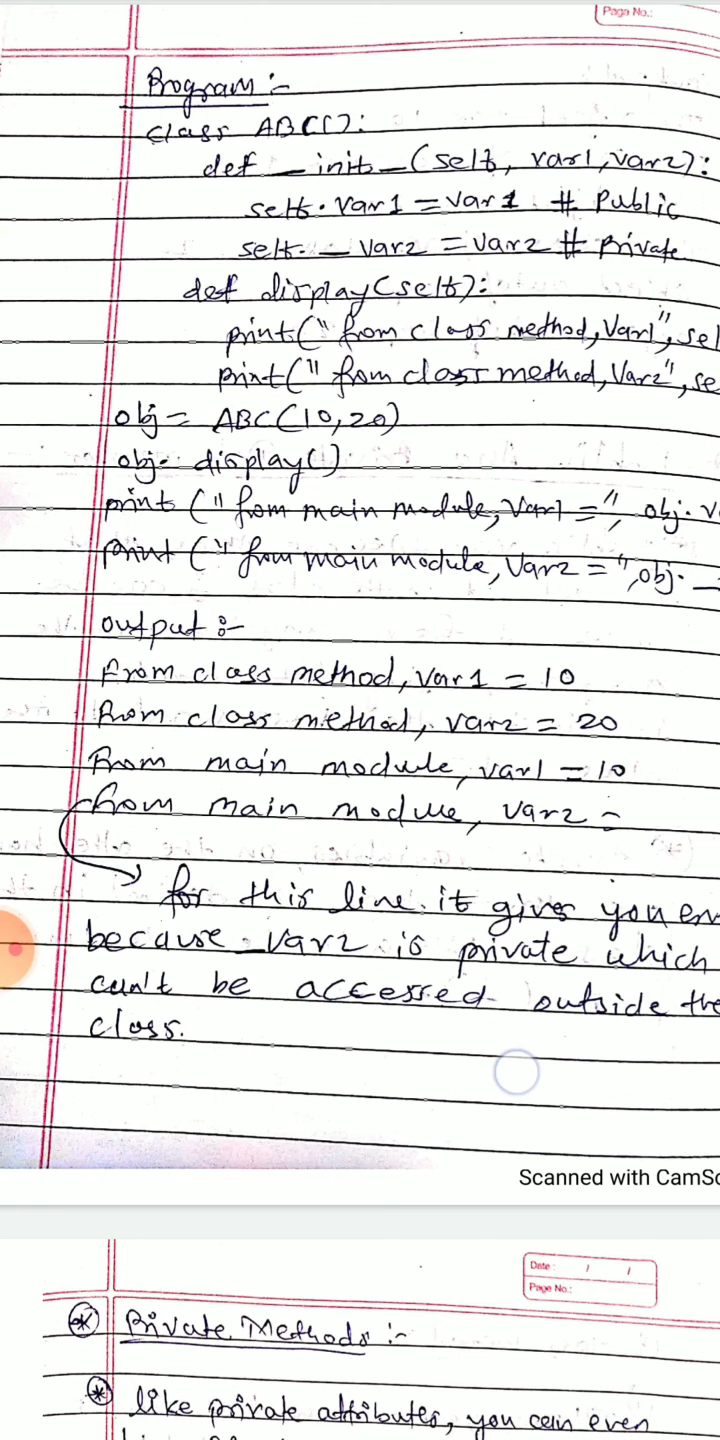 Page No.:
Program :-
class ABC():
def __init__(self, var1, var2):
self.var1 = var1 # Public
self.__var2 = var2 # Private
def display(self):
print("from class method, Var1", sel
print("from class method, Var2", se
obj = ABC(10,20)
obj. display()
print ("from main module, Var1 =", obj. v
print ("from main module, Var2 =", obj. __
output :-
From class method, var1 = 10
From class method, var2 = 20
From main module, var1 = 10
from main module, var2 =
for this line it gives you err
because __var2 is private which
can't be accessed outside the
class.
Scanned with CamSc
Date : / /
Page No.:
* Private Methods :-
* like private attributes, you can even